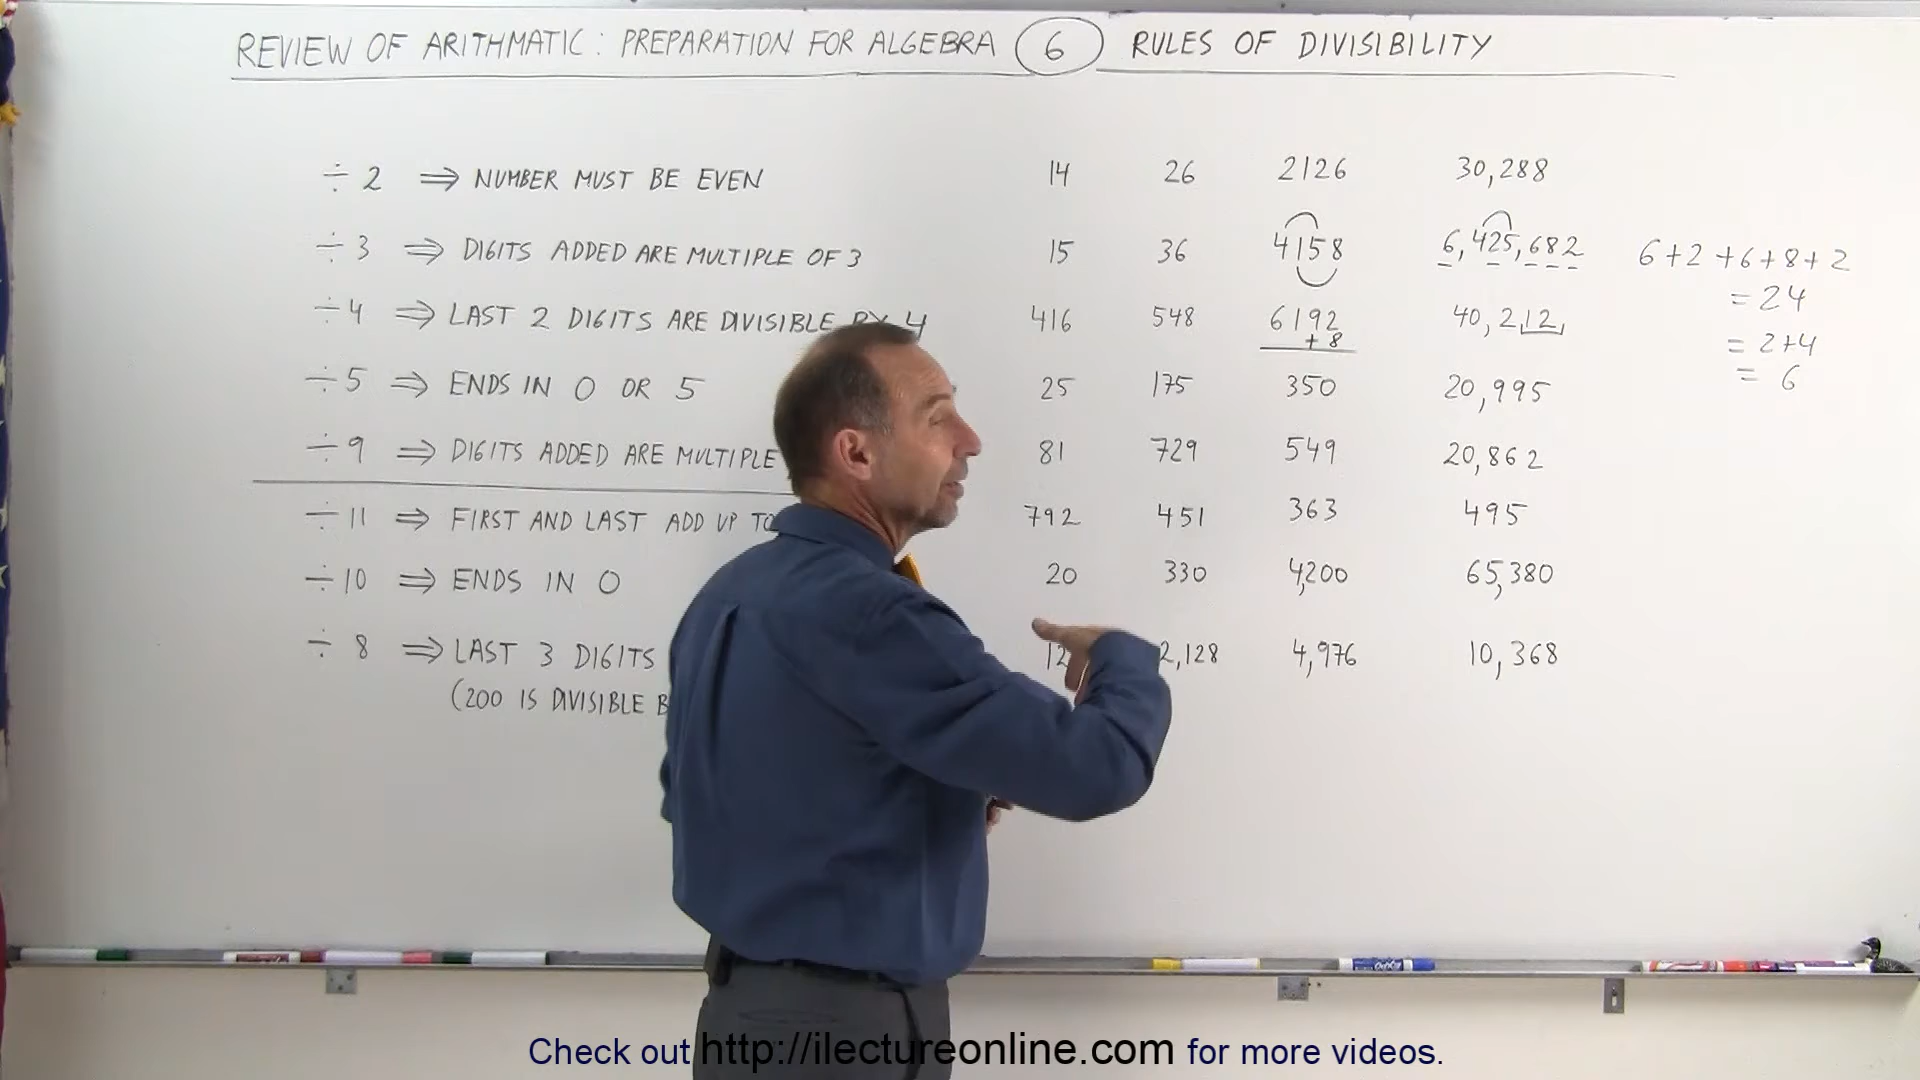 REVIEW OF ARITHMATIC: PREPARATION FOR ALGEBRA 6 RULES OF DIVISIBILITY
÷ 2 ⇒ NUMBER MUST BE EVEN 14 26 2126 30,288
÷ 3 ⇒ DIGITS ADDED ARE MULTIPLE OF 3 15 36 4158 6,425,682 6+2+6+8+2
= 24
÷ 4 ⇒ LAST 2 DIGITS ARE DIVISIBLE BY 4 416 548 6192 40,212
+ 8
= 2+4
= 6
÷ 5 ⇒ ENDS IN 0 OR 5 25 175 350 20,995
÷ 9 ⇒ DIGITS ADDED ARE MULTIPLE 81 729 549 20,862
÷ 11 ⇒ FIRST AND LAST ADD UP TO 792 451 363 495
÷ 10 ⇒ ENDS IN 0 20 330 4,200 65,380
÷ 8 ⇒ LAST 3 DIGITS 2,128 4,976 10,368
(200 IS DIVISIBLE
Check out http://ilectureonline.com for more videos.